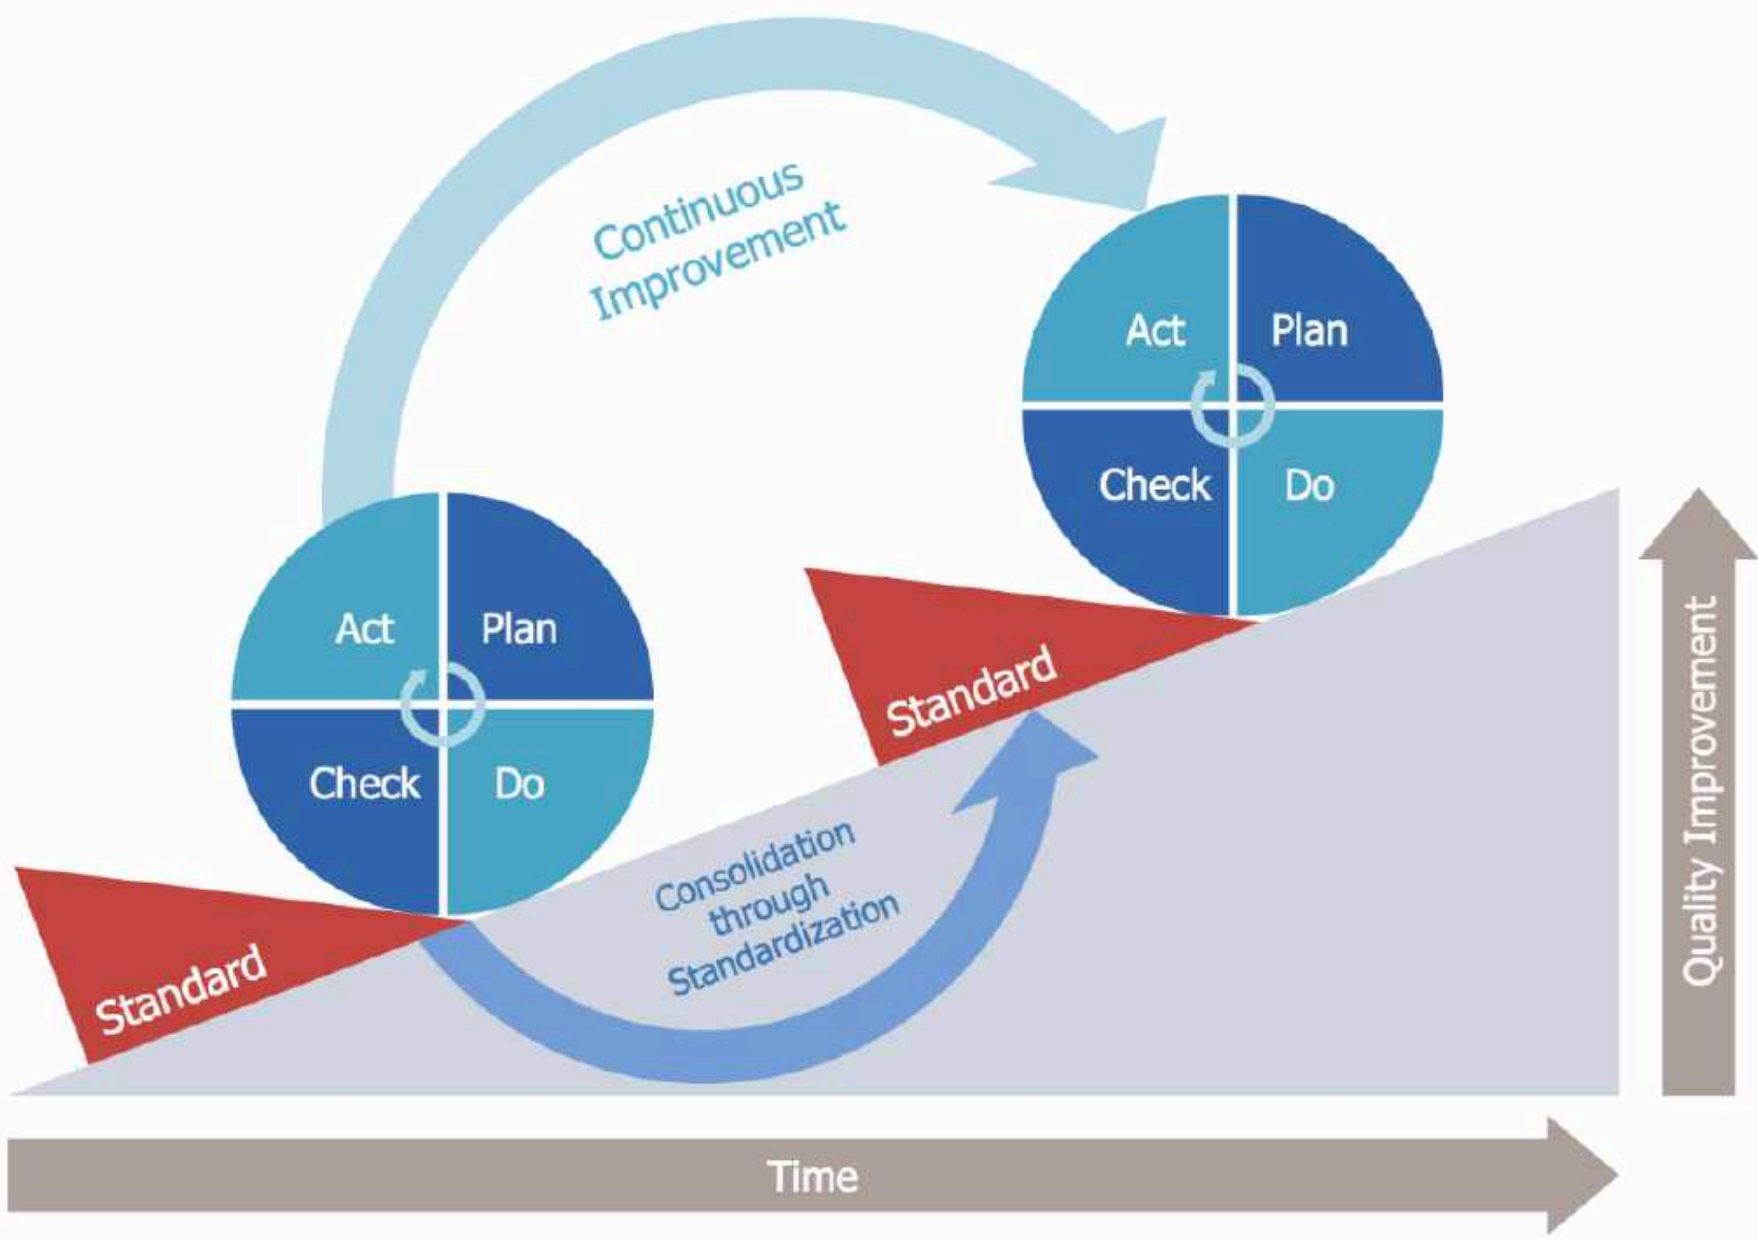 Continuous
Improvement
Act
Plan
Check
Do
Act
Plan
Check
Do
Standard
Standard
Consolidation
through
Standardization
Quality Improvement
Time